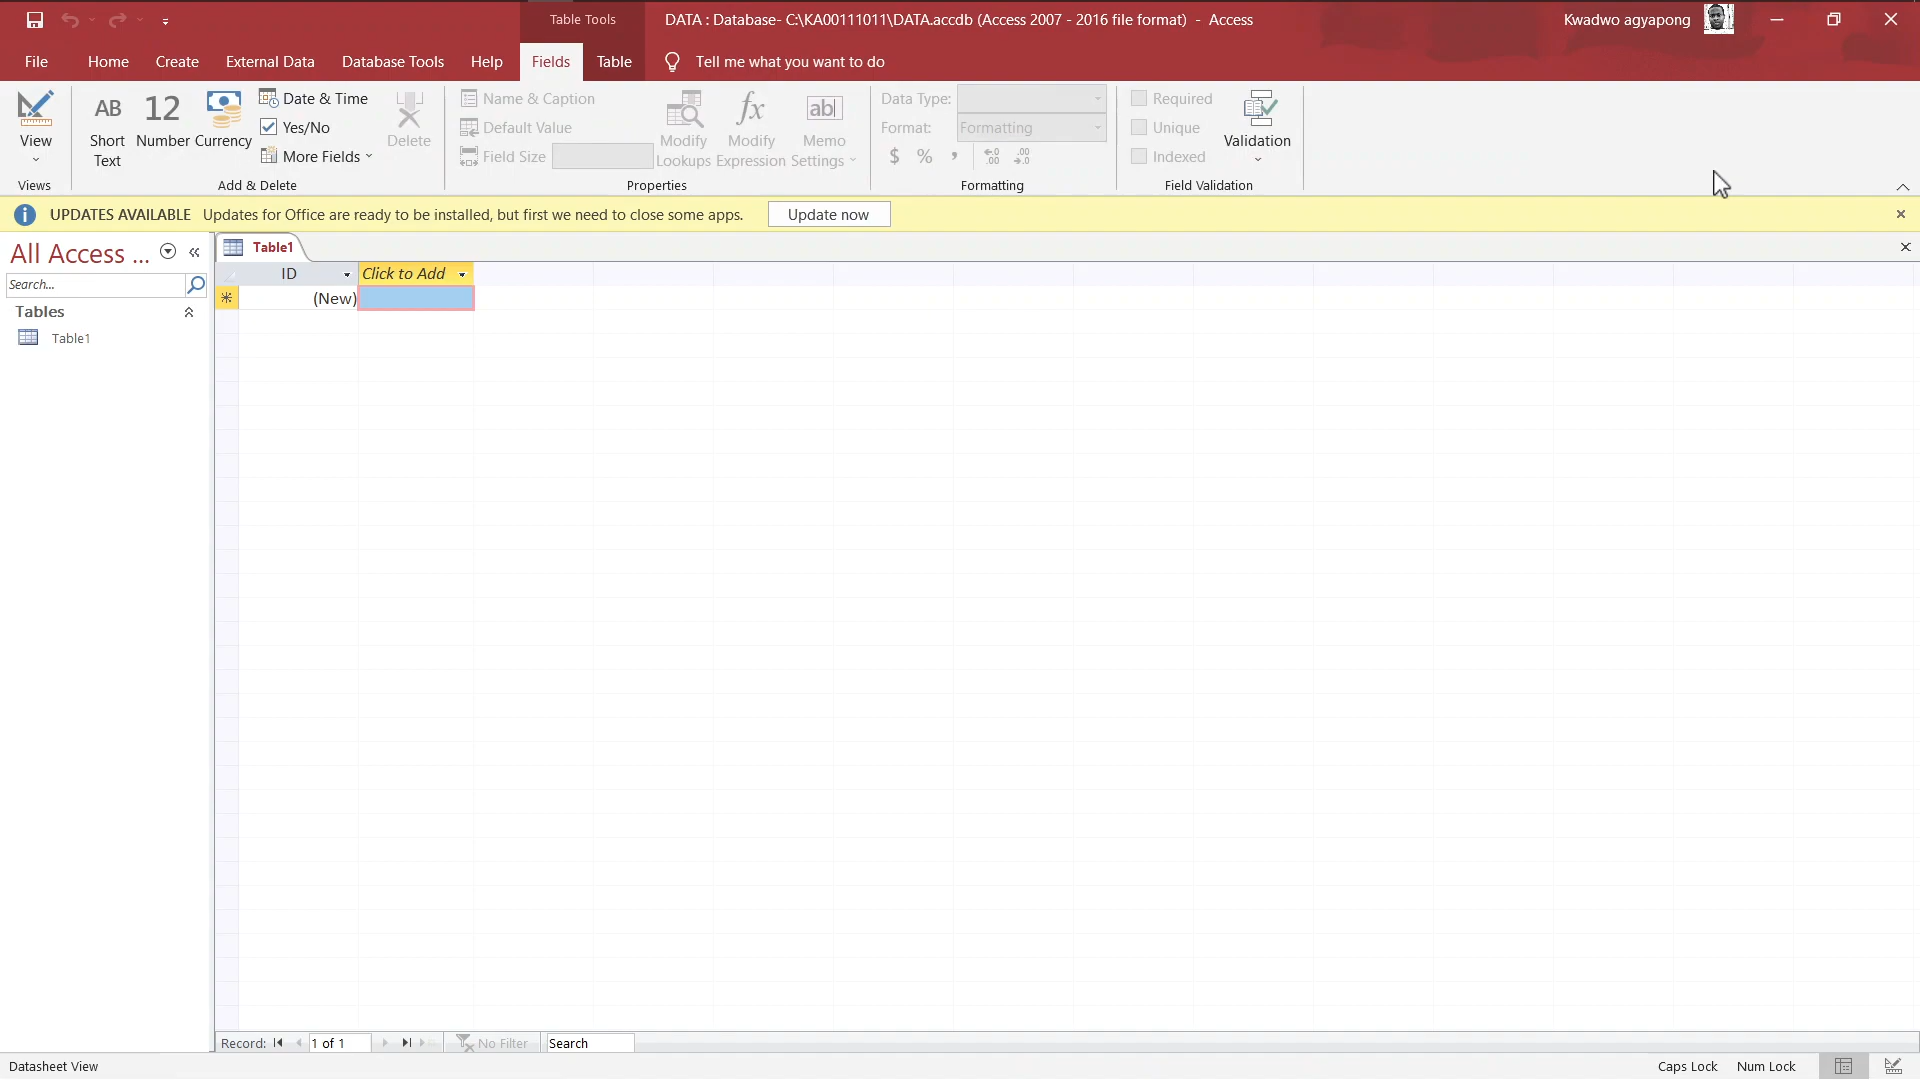 Table Tools
DATA : Database- C:\KA00111011\DATA.accdb (Access 2007 - 2016 file format) - Access
Kwadwo agyapong
File Home Create External Data Database Tools Help Fields Table Tell me what you want to do
View
Views
AB
Short
Text
12
Number
Currency
Date & Time
Yes/No
More Fields
Delete
Add & Delete
Name & Caption
Default Value
Field Size
Modify
Lookups
fx
Modify
Expression
ab
Memo
Settings
Properties
Data Type:
Format: Formatting
$ % , .00 .00
Formatting
Required
Unique
Indexed
Validation
Field Validation
UPDATES AVAILABLE Updates for Office are ready to be installed, but first we need to close some apps. Update now
All Access ...
Search...
Tables
Table1
Table1
ID Click to Add
(New)
Record: 1 of 1 No Filter Search
Datasheet View
Caps Lock Num Lock